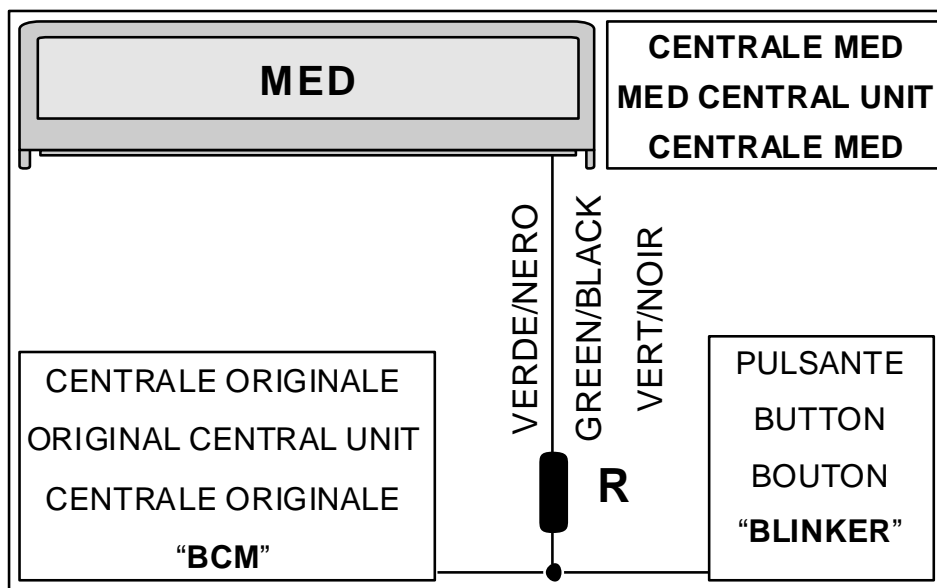 MED
CENTRALE MED
MED CENTRAL UNIT
CENTRALE MED
VERDE/NERO
GREEN/BLACK
VERT/NOIR
CENTRALE ORIGINALE
ORIGINAL CENTRAL UNIT
CENTRALE ORIGINALE
“BCM”
R
PULSANTE
BUTTON
BOUTON
“BLINKER”